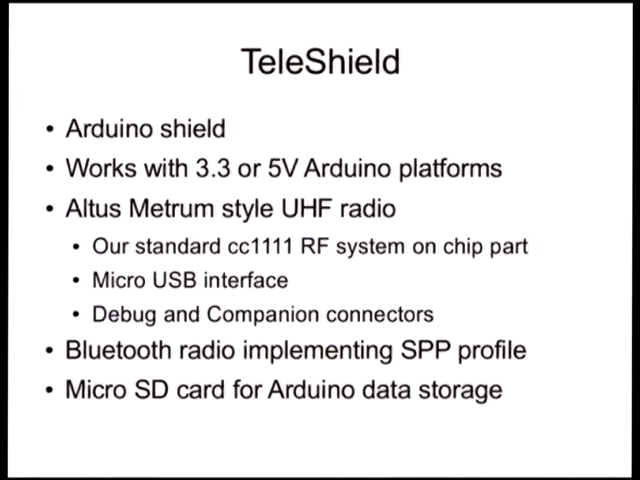 TeleShield
• Arduino shield
• Works with 3.3 or 5V Arduino platforms
• Altus Metrum style UHF radio
• Our standard cc1111 RF system on chip part
• Micro USB interface
• Debug and Companion connectors
• Bluetooth radio implementing SPP profile
• Micro SD card for Arduino data storage